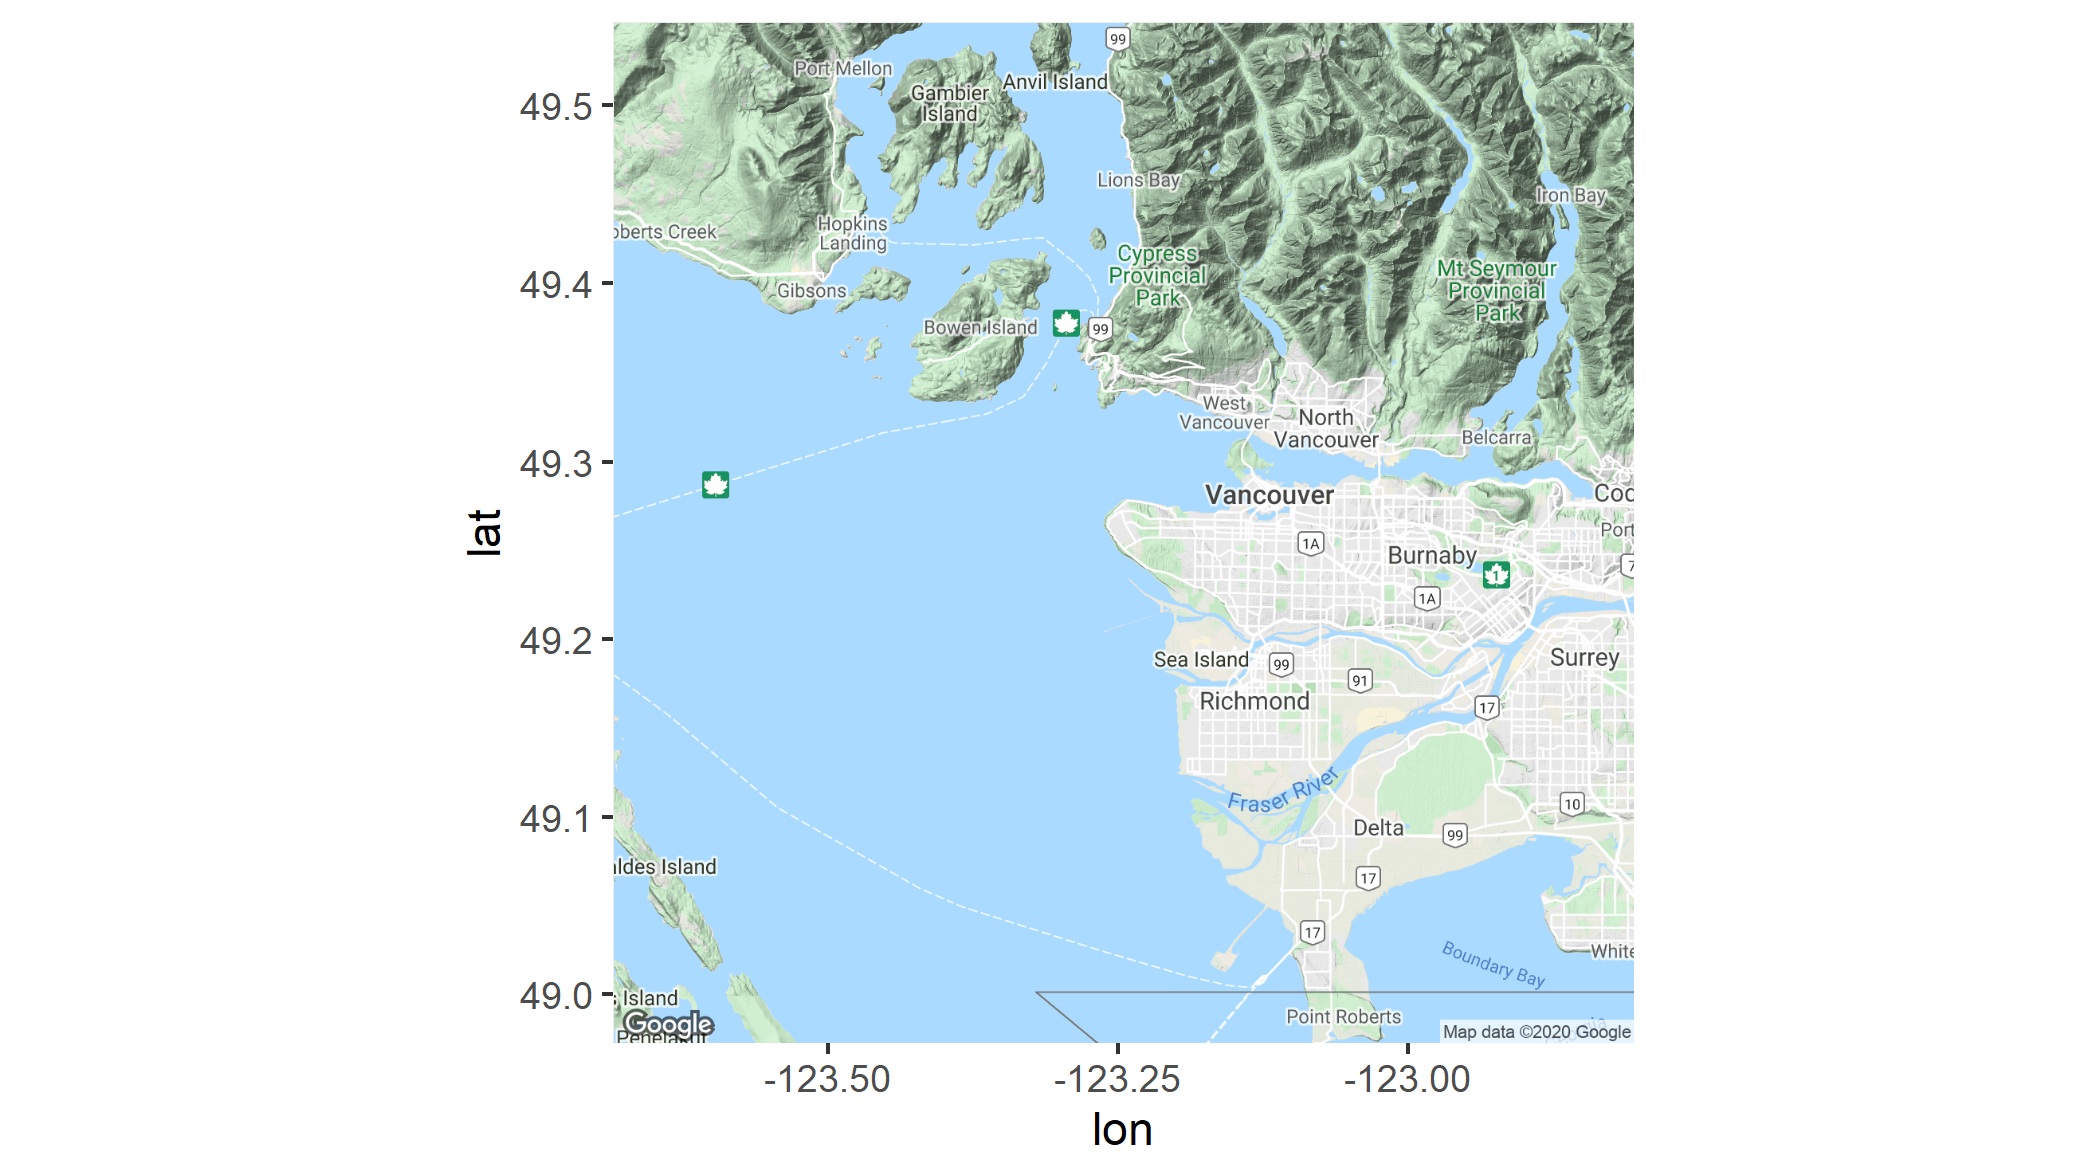 99
Port Mellon
Anvil Island
Gambier
Island
49.5
Lions Bay
Iron Bay
Hopkins
Landing
oberts Creek
Cypress
Provincial
Park
Mt Seymour
Provincial
Park
49.4
Gibsons
Bowen Island
99
West
Vancouver
North
Vancouver
Belcarra
49.3
Vancouver
Coq
Port
1A
Burnaby
7
1
1A
lat
49.2
Sea Island
99
Surrey
91
Richmond
17
Fraser River
10
49.1
Delta
99
ldes Island
17
17
Boundary Bay
White
49.0
s Island
Google
Penelakut
Point Roberts
Map data ©2020 Google
-123.50
-123.25
-123.00
lon